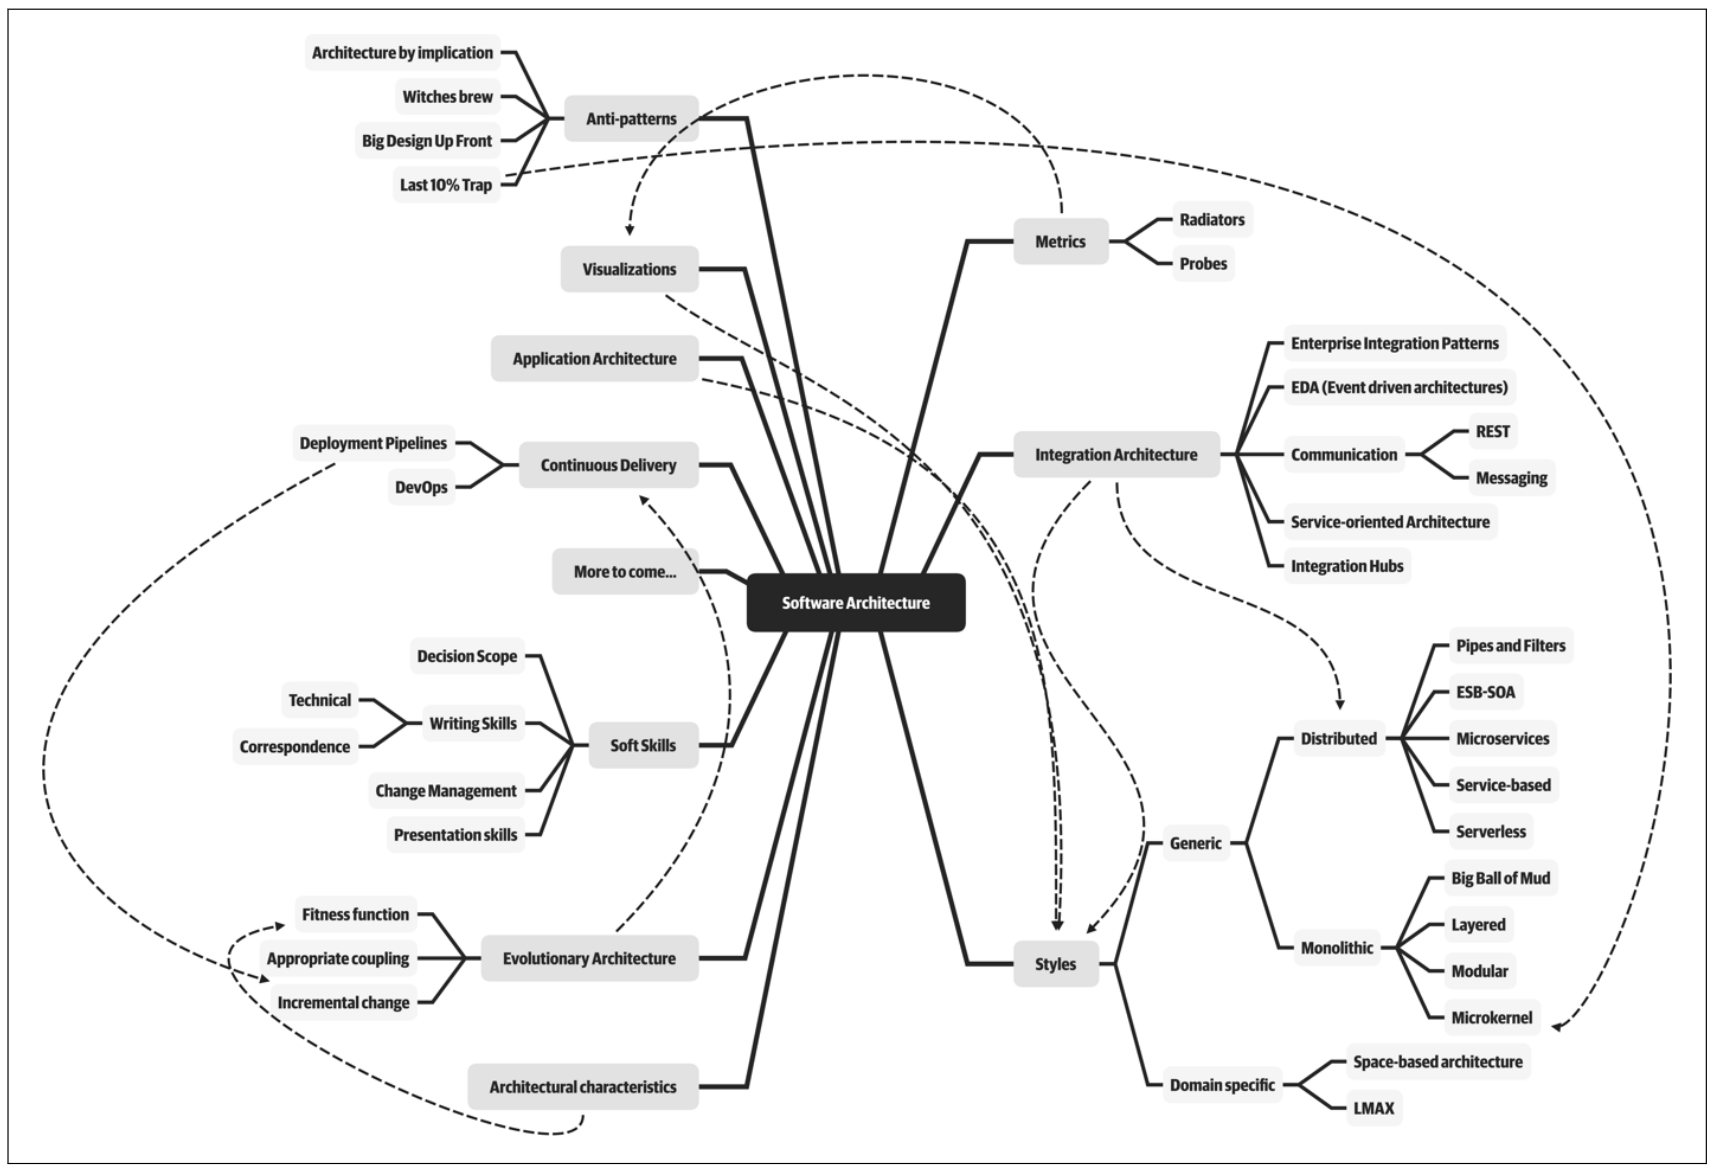 Architecture by implication
Witches brew
Big Design Up Front
Last 10% Trap
Anti-patterns
Visualizations
Application Architecture
Deployment Pipelines
DevOps
Continuous Delivery
More to come...
Decision Scope
Technical
Correspondence
Writing Skills
Change Management
Presentation skills
Soft Skills
Fitness function
Appropriate coupling
Incremental change
Evolutionary Architecture
Architectural characteristics
Software Architecture
Metrics
Radiators
Probes
Integration Architecture
Enterprise Integration Patterns
EDA (Event driven architectures)
Communication
REST
Messaging
Service-oriented Architecture
Integration Hubs
Styles
Generic
Distributed
Pipes and Filters
ESB-SOA
Microservices
Service-based
Serverless
Monolithic
Big Ball of Mud
Layered
Modular
Microkernel
Domain specific
Space-based architecture
LMAX